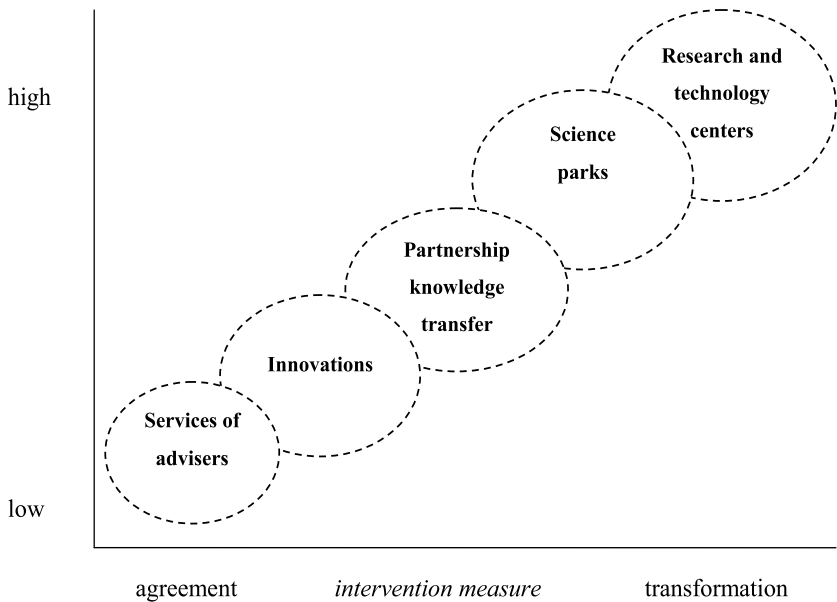 high
low
Research and
technology
centers
Science
parks
Partnership
knowledge
transfer
Innovations
Services of
advisers
agreement
intervention measure
transformation